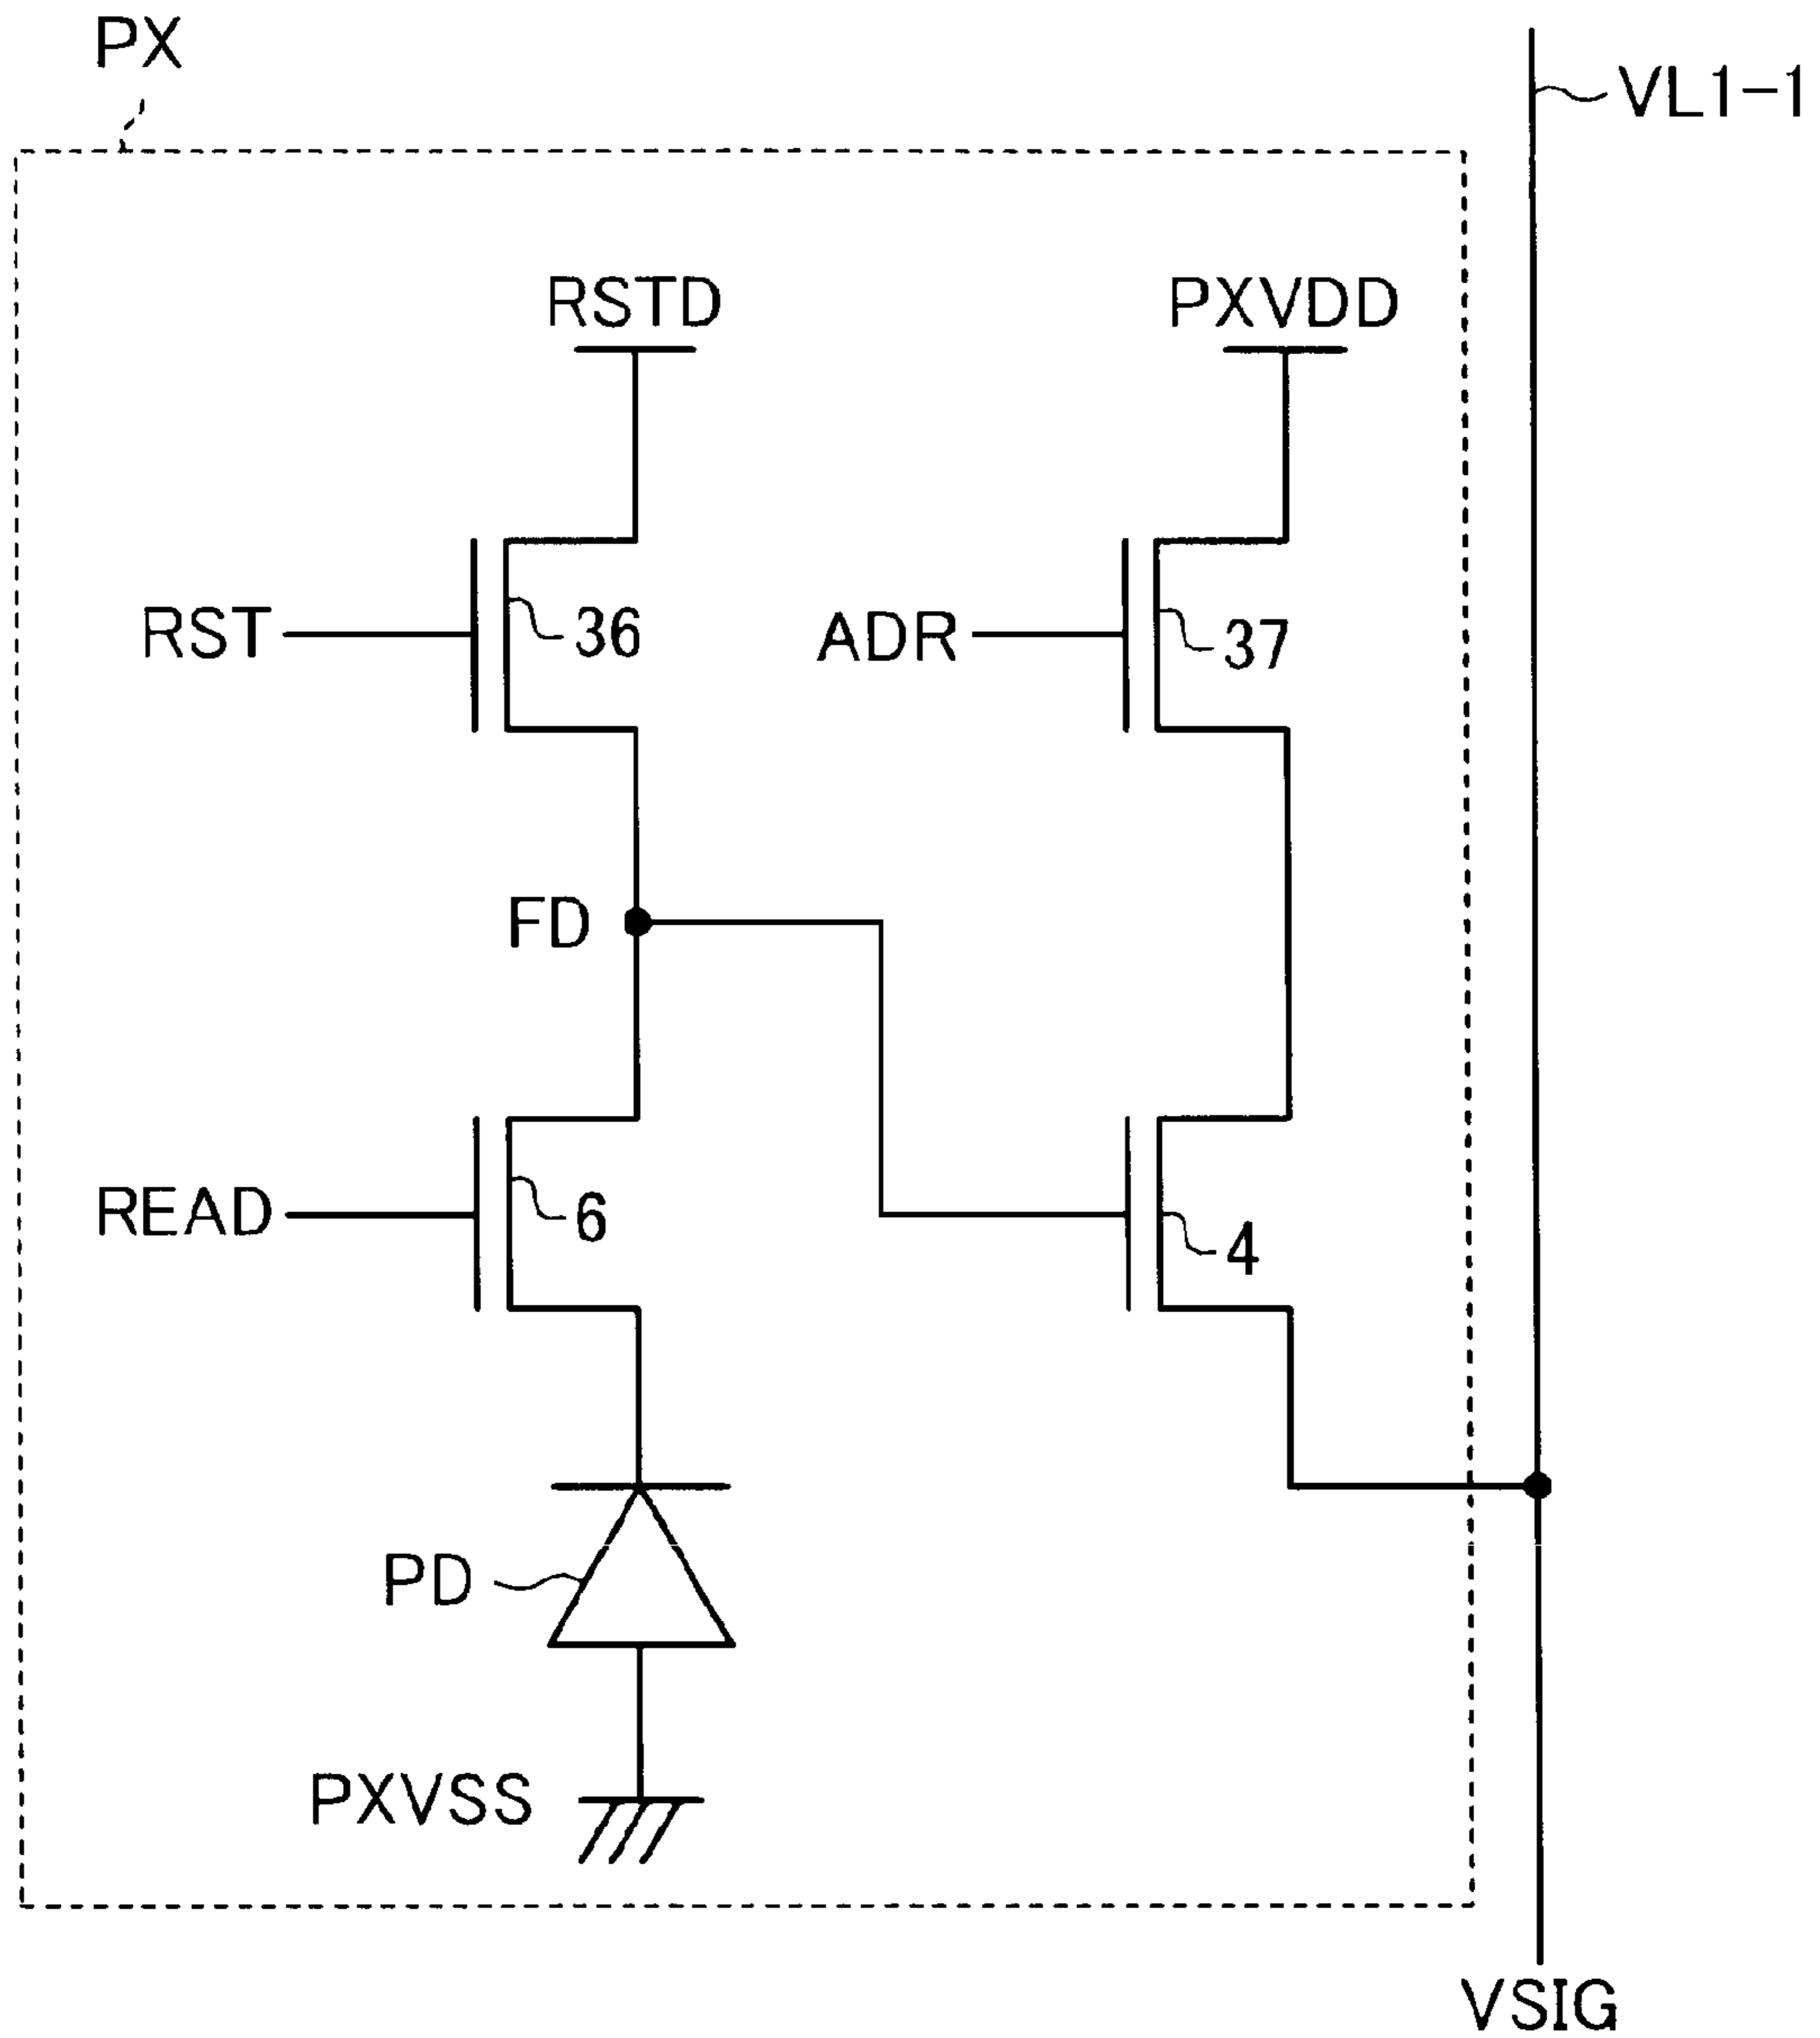 PX
VL1-1
RSTD
PXVDD
RST
36
ADR
37
FD
READ
6
4
PD
PXVSS
VSIG